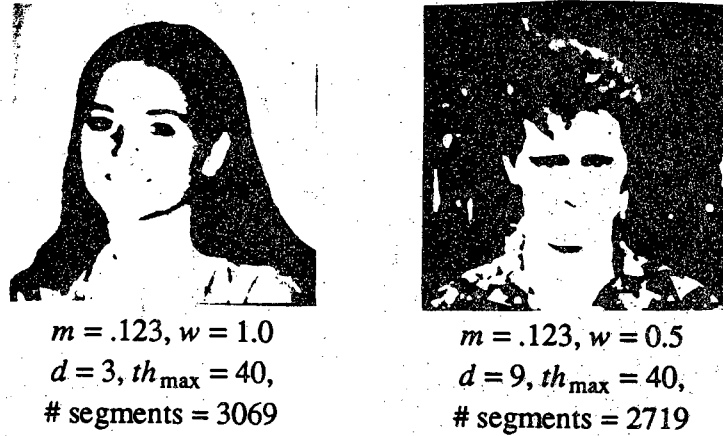 m = .123, w = 1.0
d = 3, th_max = 40,
# segments = 3069
m = .123, w = 0.5
d = 9, th_max = 40,
# segments = 2719